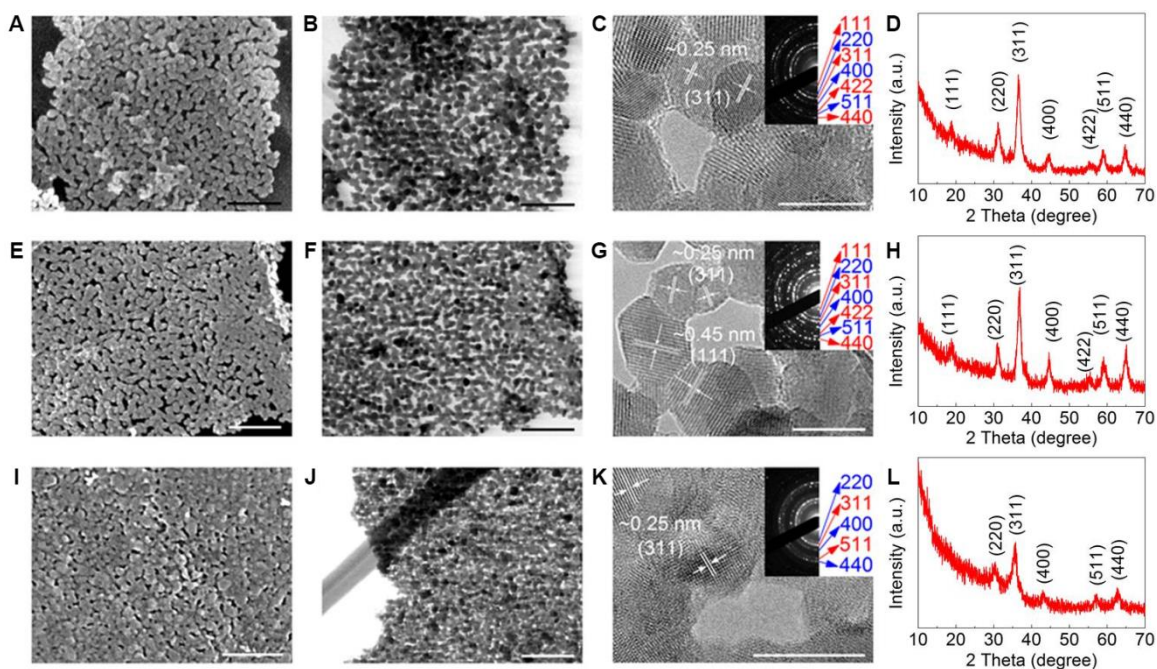 A
B
C
~0.25 nm
(311)
111
220
311
400
422
511
440
D
Intensity (a.u.)
(111)
(220)
(311)
(400)
(422)
(511)
(440)
10 20 30 40 50 60 70
2 Theta (degree)
E
F
G
~0.25 nm
(311)
~0.45 nm
(111)
111
220
311
400
422
511
440
H
Intensity (a.u.)
(111)
(220)
(311)
(400)
(422)
(511)
(440)
10 20 30 40 50 60 70
2 Theta (degree)
I
J
K
~0.25 nm
(311)
220
311
400
511
440
L
Intensity (a.u.)
(220)
(311)
(400)
(511)
(440)
10 20 30 40 50 60 70
2 Theta (degree)